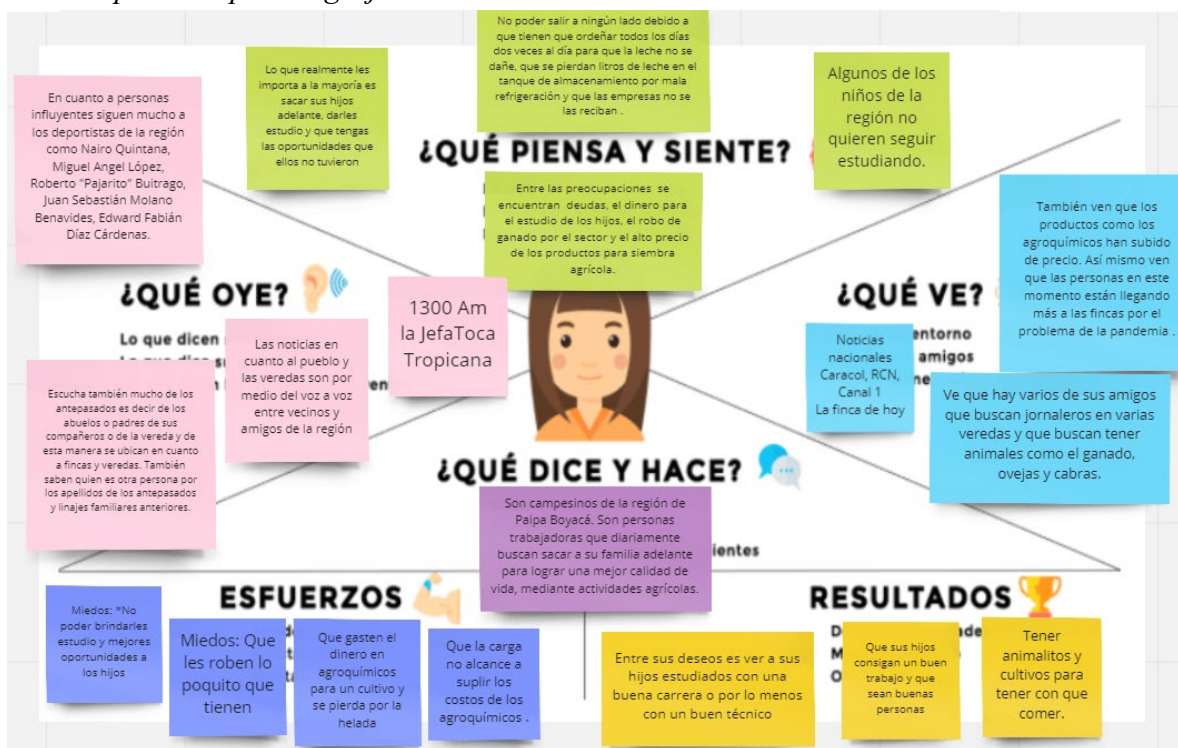 No poder salir a ningún lado debido a
que tienen que ordeñar todos los días
dos veces al día para que la leche no se
dañe, que se pierdan litros de leche en el
tanque de almacenamiento por mala
refrigeración y que las empresas no se
las reciban .
Lo que realmente les
importa a la mayoría es
sacar sus hijos
adelante, darles
estudio y que tengas
las oportunidades que
ellos no tuvieron
Algunos de los
niños de la
región no
quieren seguir
estudiando.
¿QUÉ PIENSA Y SIENTE?
Entre las preocupaciones se
encuentran deudas, el dinero para
el estudio de los hijos, el robo de
ganado por el sector y el alto precio
de los productos para siembra
agrícola.
En cuanto a personas
influyentes siguen mucho a
los deportistas de la región
como Nairo Quintana,
Miguel Angel López,
Roberto "Pajarito" Buitrago,
Juan Sebastián Molano
Benavides, Edward Fabián
Díaz Cárdenas.
¿QUÉ OYE?
Lo que dicen
1300 Am
la JefaToca
Tropicana
Las noticias en
cuanto al pueblo y
las veredas son por
medio del voz a voz
entre vecinos y
amigos de la región
Escucha también mucho de los
antepasados es decir de los
abuelos o padres de sus
compañeros o de la vereda y de
esta manera se ubican en cuanto
a fincas y veredas. También
saben quien es otra persona por
los apellidos de los antepasados
y linajes familiares anteriores.
¿QUÉ VE?
entorno
amigos
También ven que los
productos como los
agroquímicos han subido
de precio. Así mismo ven
que las personas en este
momento están llegando
más a las fincas por el
problema de la pandemia .
Noticias
nacionales
Caracol, RCN,
Canal 1
La finca de hoy
Ve que hay varios de sus amigos
que buscan jornaleros en varias
veredas y que buscan tener
animales como el ganado,
ovejas y cabras.
¿QUÉ DICE Y HACE?
Son campesinos de la región de
Paipa Boyacá. Son personas
trabajadoras que diariamente
buscan sacar a su familia adelante
para lograr una mejor calidad de
vida, mediante actividades agrícolas.
ientes
ESFUERZOS
Miedos: "No
poder brindarles
estudio y mejores
oportunidades a
los hijos
Miedos: Que
les roben lo
poquito que
tienen
Que gasten el
dinero en
agroquímicos
para un cultivo y
se pierda por la
helada
Que la carga
no alcance a
suplir los
costos de los
agroquímicos .
RESULTADOS
Entre sus deseos es ver a sus
hijos estudiados con una
buena carrera o por lo menos
con un buen técnico
Que sus hijos
consigan un buen
trabajo y que
sean buenas
personas
Tener
animalitos y
cultivos para
tener con que
comer.